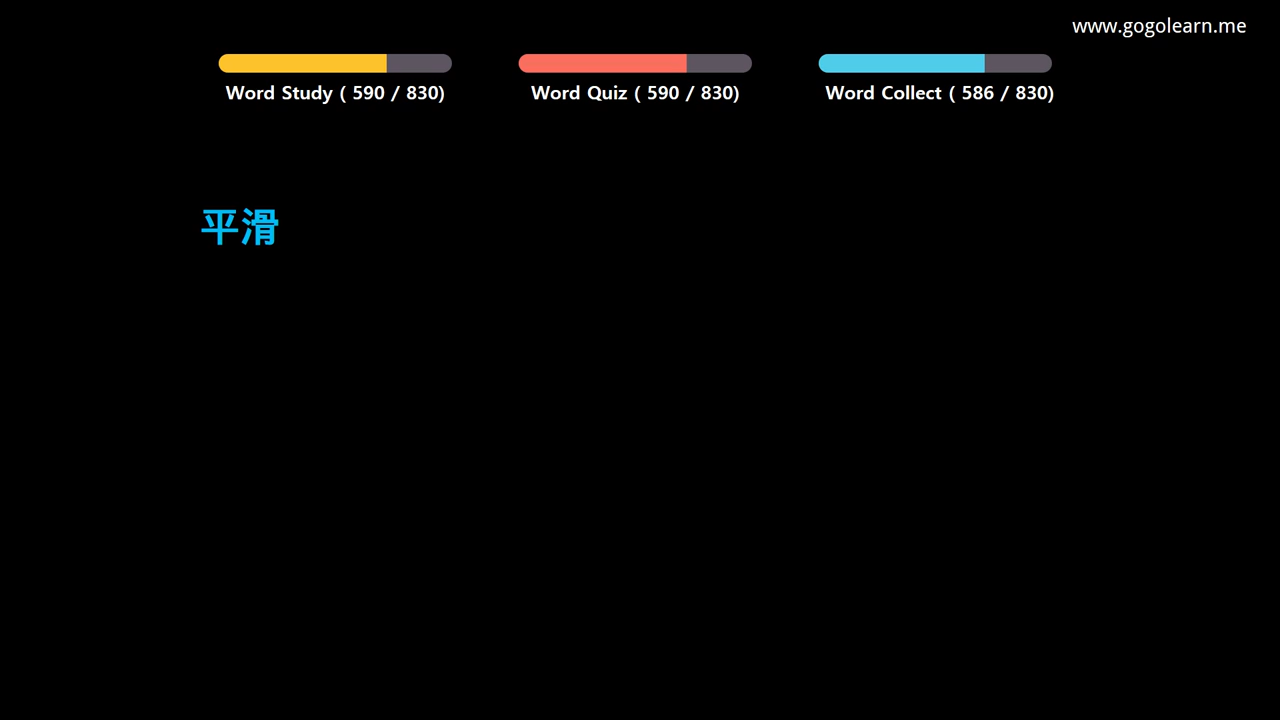 www.gogolearn.me
Word Study ( 590 / 830)
Word Quiz ( 590 / 830)
Word Collect ( 586 / 830)
平滑